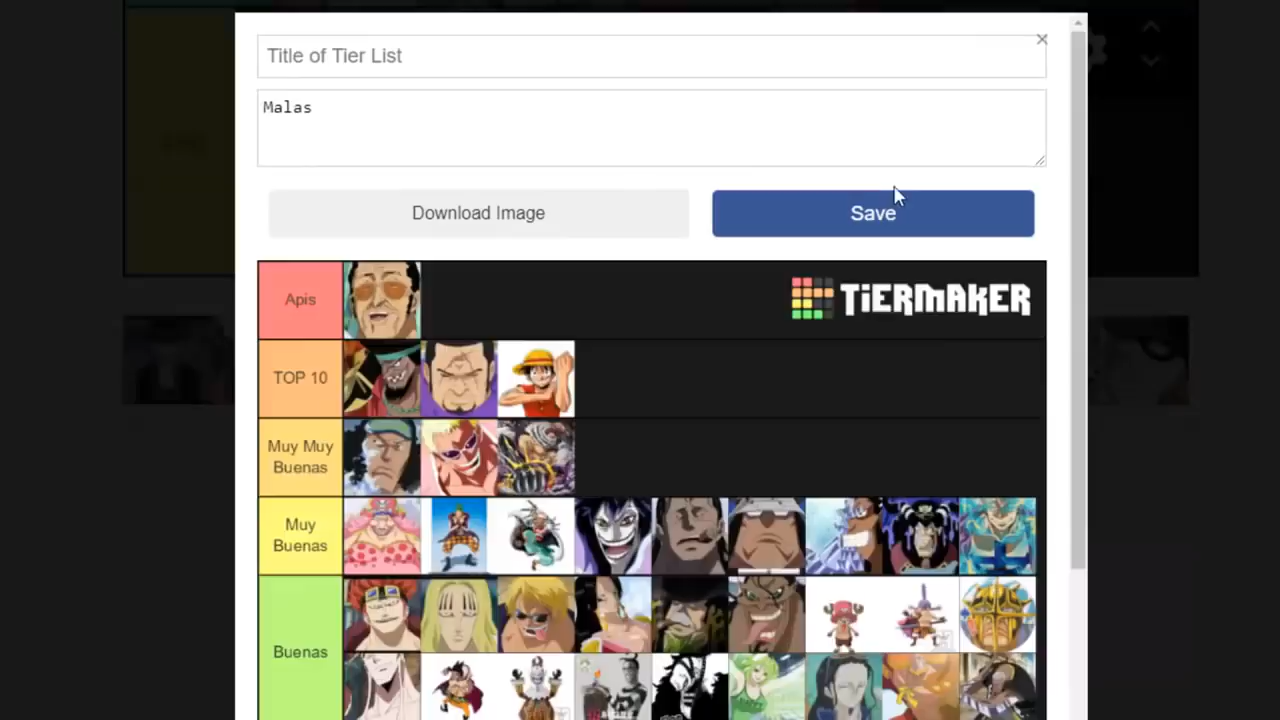 Title of Tier List
Malas
Download Image
Save
Apis
TIERMAKER
TOP 10
Muy Muy
Buenas
Muy
Buenas
Buenas